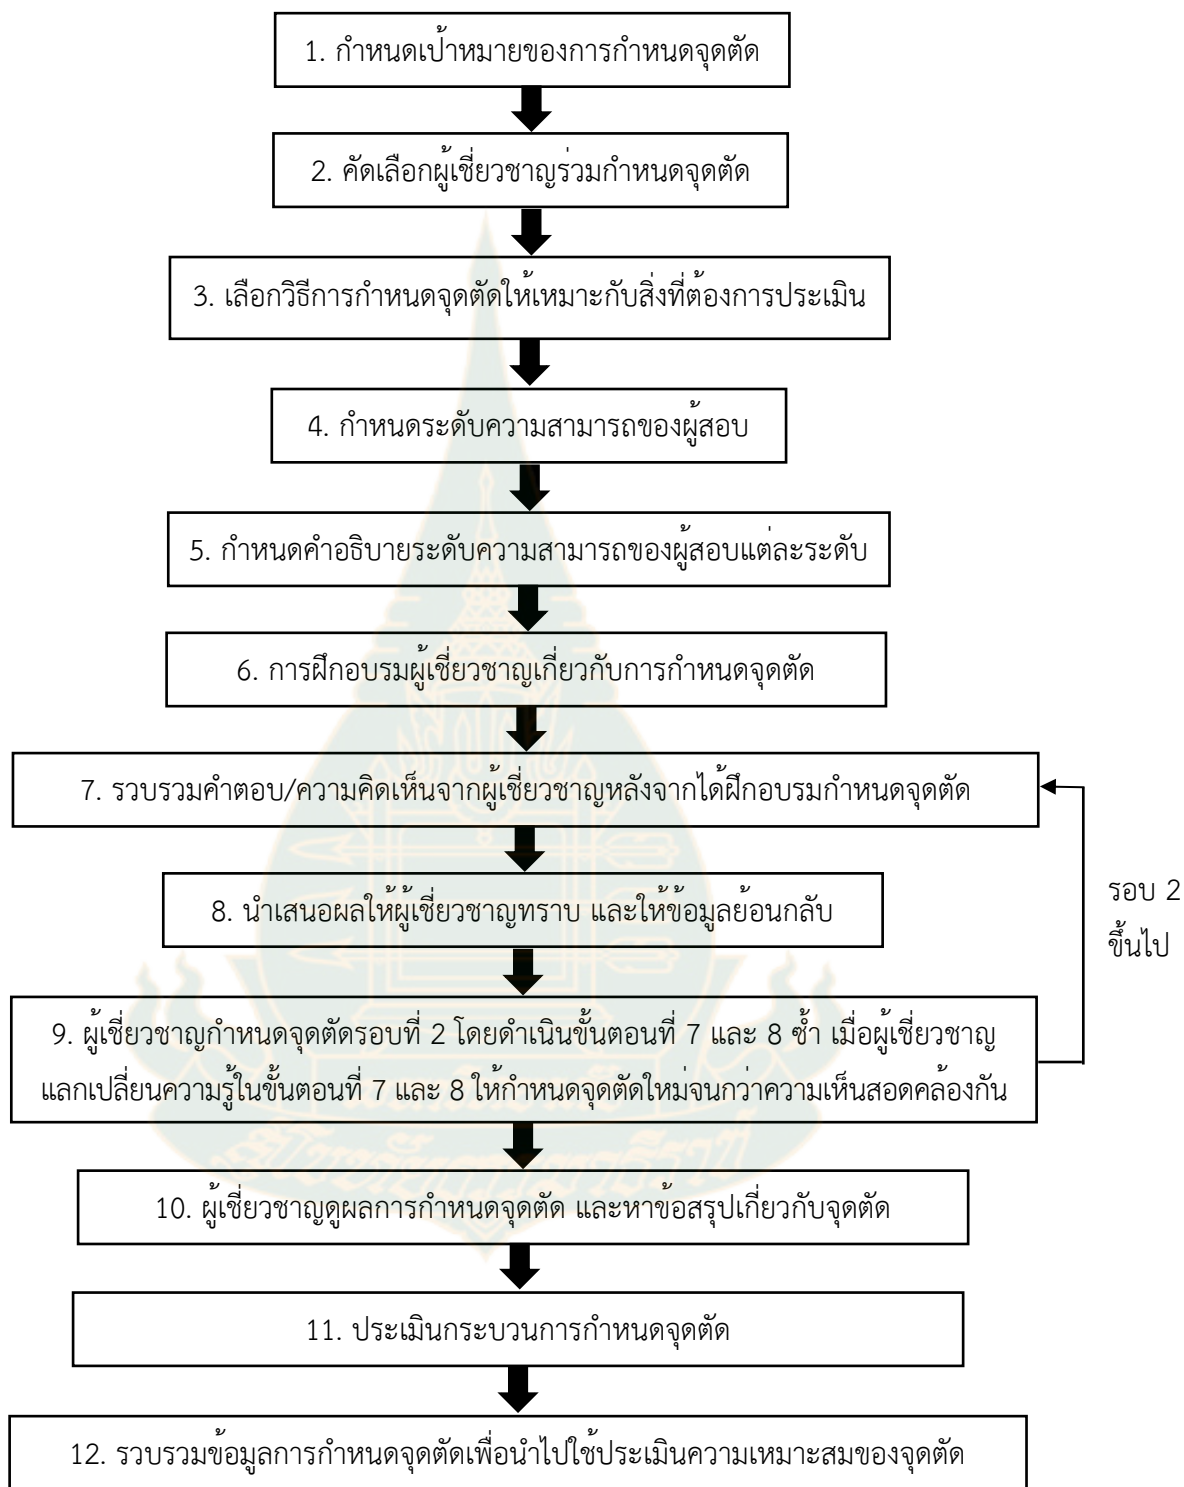 1. กำหนดเป้าหมายของการกำหนดจุดตัด
2. คัดเลือกผู้เชี่ยวชาญร่วมกำหนดจุดตัด
3. เลือกวิธีการกำหนดจุดตัดให้เหมาะกับสิ่งที่ต้องการประเมิน
4. กำหนดระดับความสามารถของผู้สอบ
5. กำหนดคำอธิบายระดับความสามารถของผู้สอบแต่ละระดับ
6. การฝึกอบรมผู้เชี่ยวชาญเกี่ยวกับการกำหนดจุดตัด
7. รวบรวมคำตอบ/ความคิดเห็นจากผู้เชี่ยวชาญหลังจากได้ฝึกอบรมกำหนดจุดตัด
8. นำเสนอผลให้ผู้เชี่ยวชาญทราบ และให้ข้อมูลย้อนกลับ
รอบ 2
ขึ้นไป
9. ผู้เชี่ยวชาญกำหนดจุดตัดรอบที่ 2 โดยดำเนินขั้นตอนที่ 7 และ 8 ซ้ำ เมื่อผู้เชี่ยวชาญ
แลกเปลี่ยนความรู้ในขั้นตอนที่ 7 และ 8 ให้กำหนดจุดตัดใหม่จนกว่าความเห็นสอดคล้องกัน
10. ผู้เชี่ยวชาญดูผลการกำหนดจุดตัด และหาข้อสรุปเกี่ยวกับจุดตัด
11. ประเมินกระบวนการกำหนดจุดตัด
12. รวบรวมข้อมูลการกำหนดจุดตัดเพื่อนำไปใช้ประเมินความเหมาะสมของจุดตัด